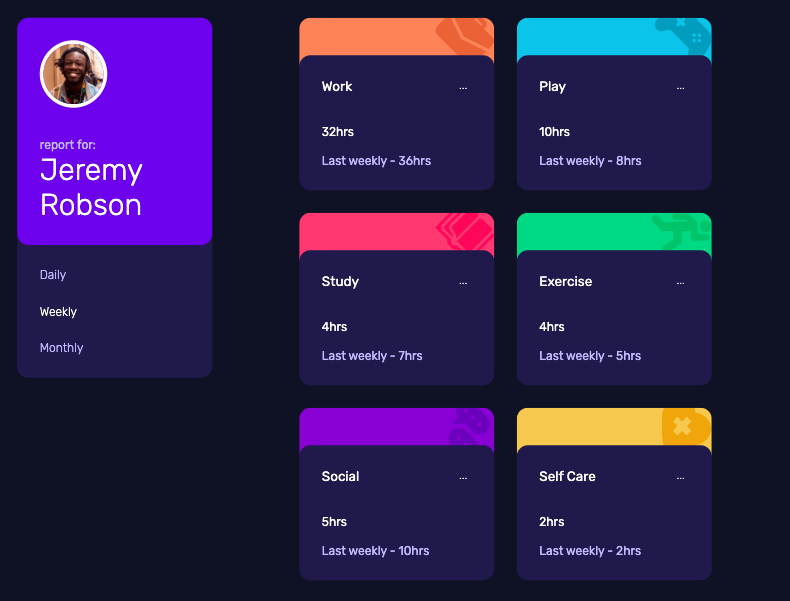 report for:
Jeremy
Robson
Daily
Weekly
Monthly
Work ...
32hrs
Last weekly - 36hrs
Play ...
10hrs
Last weekly - 8hrs
Study ...
4hrs
Last weekly - 7hrs
Exercise ...
4hrs
Last weekly - 5hrs
Social ...
5hrs
Last weekly - 10hrs
Self Care ...
2hrs
Last weekly - 2hrs